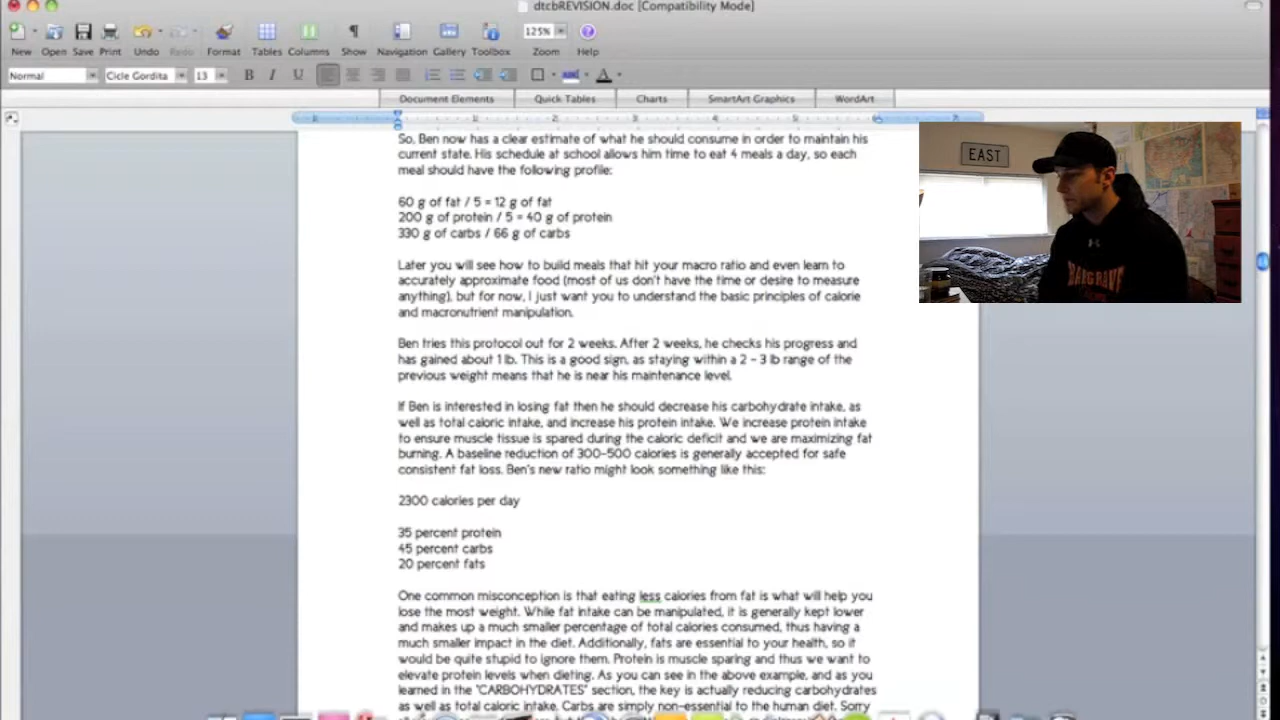 dtcbREVISION.doc [Compatibility Mode]
New Open Save Print Undo Redo Format Tables Columns Show Navigation Gallery Toolbox Zoom Help
125%
Normal Cicle Gordita 13 B I U
Document Elements Quick Tables Charts SmartArt Graphics WordArt
So, Ben now has a clear estimate of what he should consume in order to maintain his
current state. His schedule at school allows him time to eat 4 meals a day, so each
meal should have the following profile:
60 g of fat / 5 = 12 g of fat
200 g of protein / 5 = 40 g of protein
330 g of carbs / 66 g of carbs
Later you will see how to build meals that hit your macro ratio and even learn to
accurately approximate food (most of us don't have the time or desire to measure
anything), but for now, I just want you to understand the basic principles of calorie
and macronutrient manipulation.
Ben tries this protocol out for 2 weeks. After 2 weeks, he checks his progress and
has gained about 1 lb. This is a good sign, as staying within a 2 - 3 lb range of the
previous weight means that he is near his maintenance level.
If Ben is interested in losing fat then he should decrease his carbohydrate intake, as
well as total caloric intake, and increase his protein intake. We increase protein intake
to ensure muscle tissue is spared during the caloric deficit and we are maximizing fat
burning. A baseline reduction of 300-500 calories is generally accepted for safe
consistent fat loss. Ben's new ratio might look something like this:
2300 calories per day
35 percent protein
45 percent carbs
20 percent fats
One common misconception is that eating less calories from fat is what will help you
lose the most weight. While fat intake can be manipulated, it is generally kept lower
and makes up a much smaller percentage of total calories consumed, thus having a
much smaller impact in the diet. Additionally, fats are essential to your health, so it
would be quite stupid to ignore them. Protein is muscle sparing and thus we want to
elevate protein levels when dieting. As you can see in the above example, and as you
learned in the "CARBOHYDRATES" section, the key is actually reducing carbohydrates
as well as total caloric intake. Carbs are simply non-essential to the human diet. Sorry
EAST